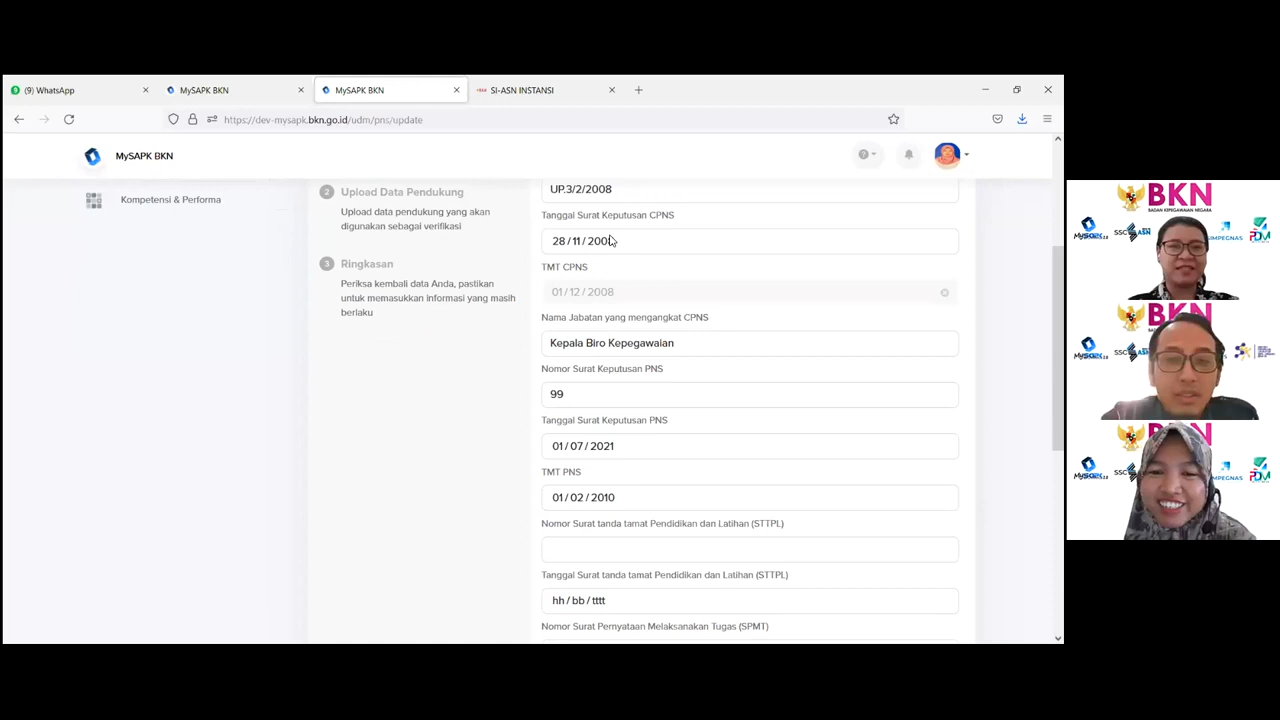 (9) WhatsApp
MySAPK BKN
MySAPK BKN
SI-ASN INSTANSI
https://dev-mysapk.bkn.go.id/udm/pns/update
MySAPK BKN
Kompetensi & Performa
2 Upload Data Pendukung
Upload data pendukung yang akan
digunakan sebagai verifikasi
3 Ringkasan
Periksa kembali data Anda, pastikan
untuk memasukkan informasi yang masih
berlaku
UP.3/2/2008
Tanggal Surat Keputusan CPNS
28 / 11 / 2008
TMT CPNS
01 / 12 / 2008
Nama Jabatan yang mengangkat CPNS
Kepala Biro Kepegawaian
Nomor Surat Keputusan PNS
99
Tanggal Surat Keputusan PNS
01 / 07 / 2021
TMT PNS
01 / 02 / 2010
Nomor Surat tanda tamat Pendidikan dan Latihan (STTPL)
Tanggal Surat tanda tamat Pendidikan dan Latihan (STTPL)
hh / bb / tttt
Nomor Surat Pernyataan Melaksanakan Tugas (SPMT)
BKN
BADAN KEPEGAWAIAN NEGARA
BKN
BKN